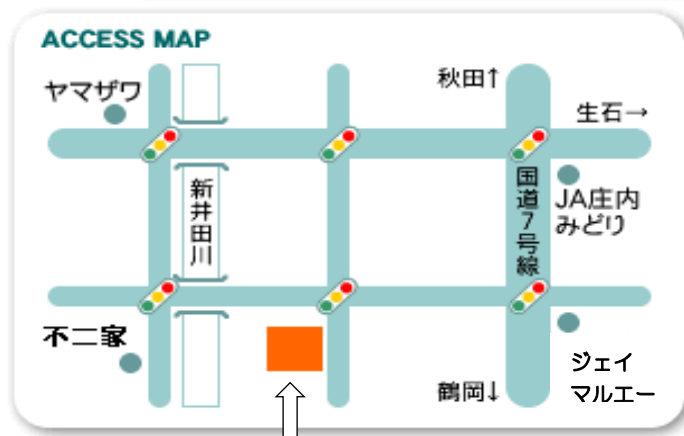 ACCESS MAP
ヤマザワ
秋田↑
生石→
新井田川
国道7号線
JA庄内
みどり
不二家
ジェイ
マルエー
鶴岡↓